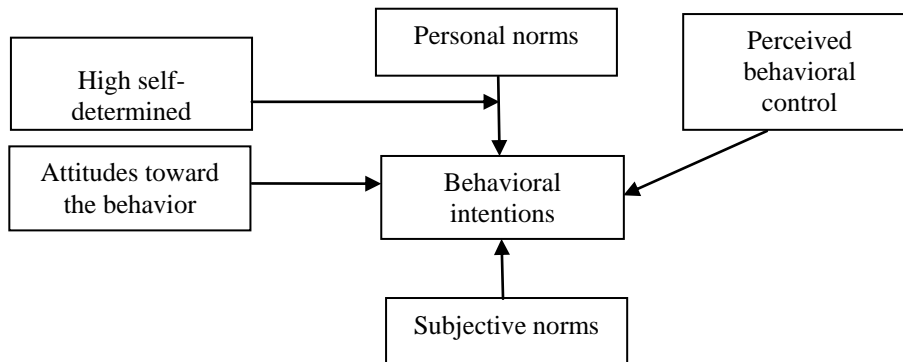 Personal norms
Perceived
behavioral
control
High self-
determined
Attitudes toward
the behavior
Behavioral
intentions
Subjective norms